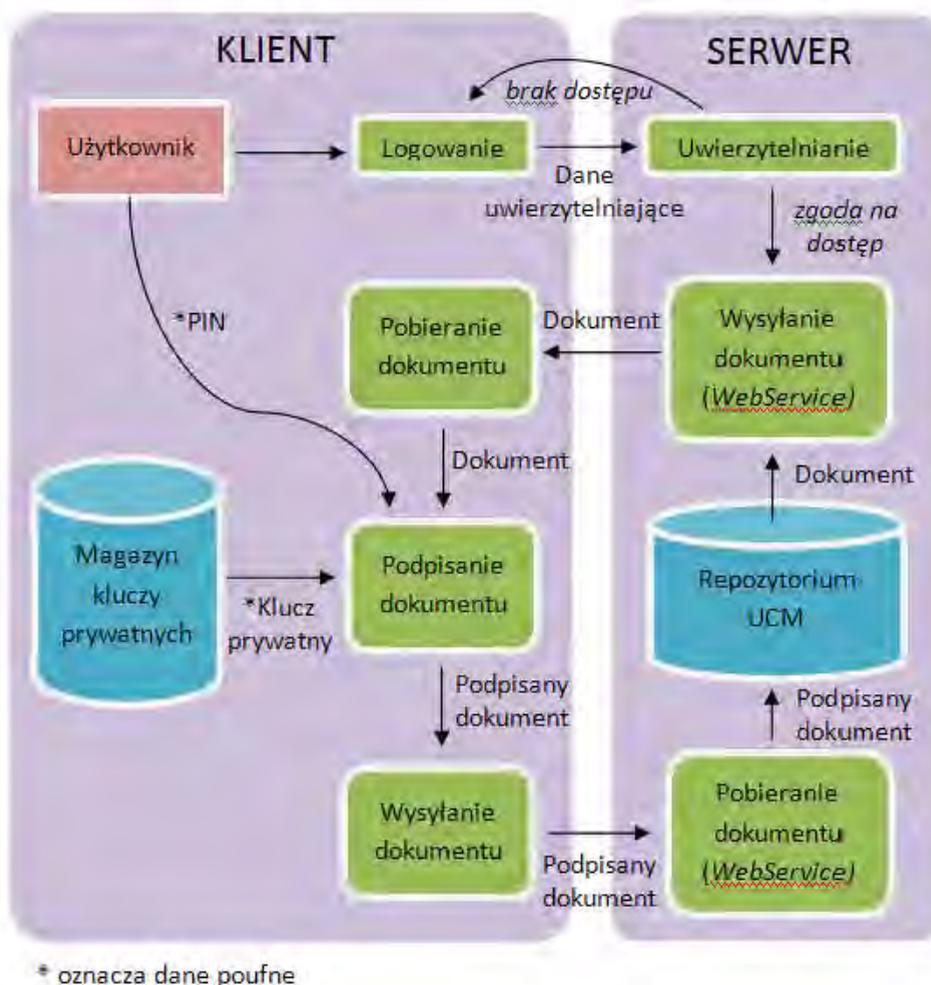 KLIENT
SERWER
brak dostępu
Użytkownik
Logowanie
Uwierzytelnianie
Dane
uwierzytelniające
zgoda na
dostęp
*PIN
Pobieranie
dokumentu
Dokument
Wysyłanie
dokumentu
(WebService)
Dokument
Dokument
Magazyn
kluczy
prywatnych
*Klucz
prywatny
Podpisanie
dokumentu
Repozytorium
UCM
Podpisany
dokument
Podpisany
dokument
Wysyłanie
dokumentu
Podpisany
dokument
Pobieranie
dokumentu
(WebService)
* oznacza dane poufne